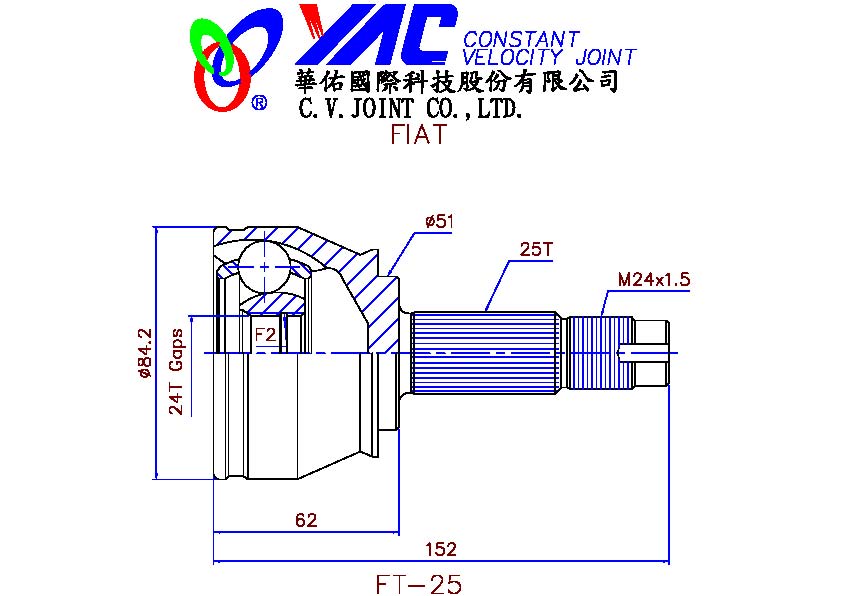 YAC CONSTANT
VELOCITY JOINT
®
華佑國際科技股份有限公司
C.V.JOINT CO.,LTD.
FIAT
ø51
25T
M24x1.5
F2
ø84.2
24T Gaps
62
152
FT-25